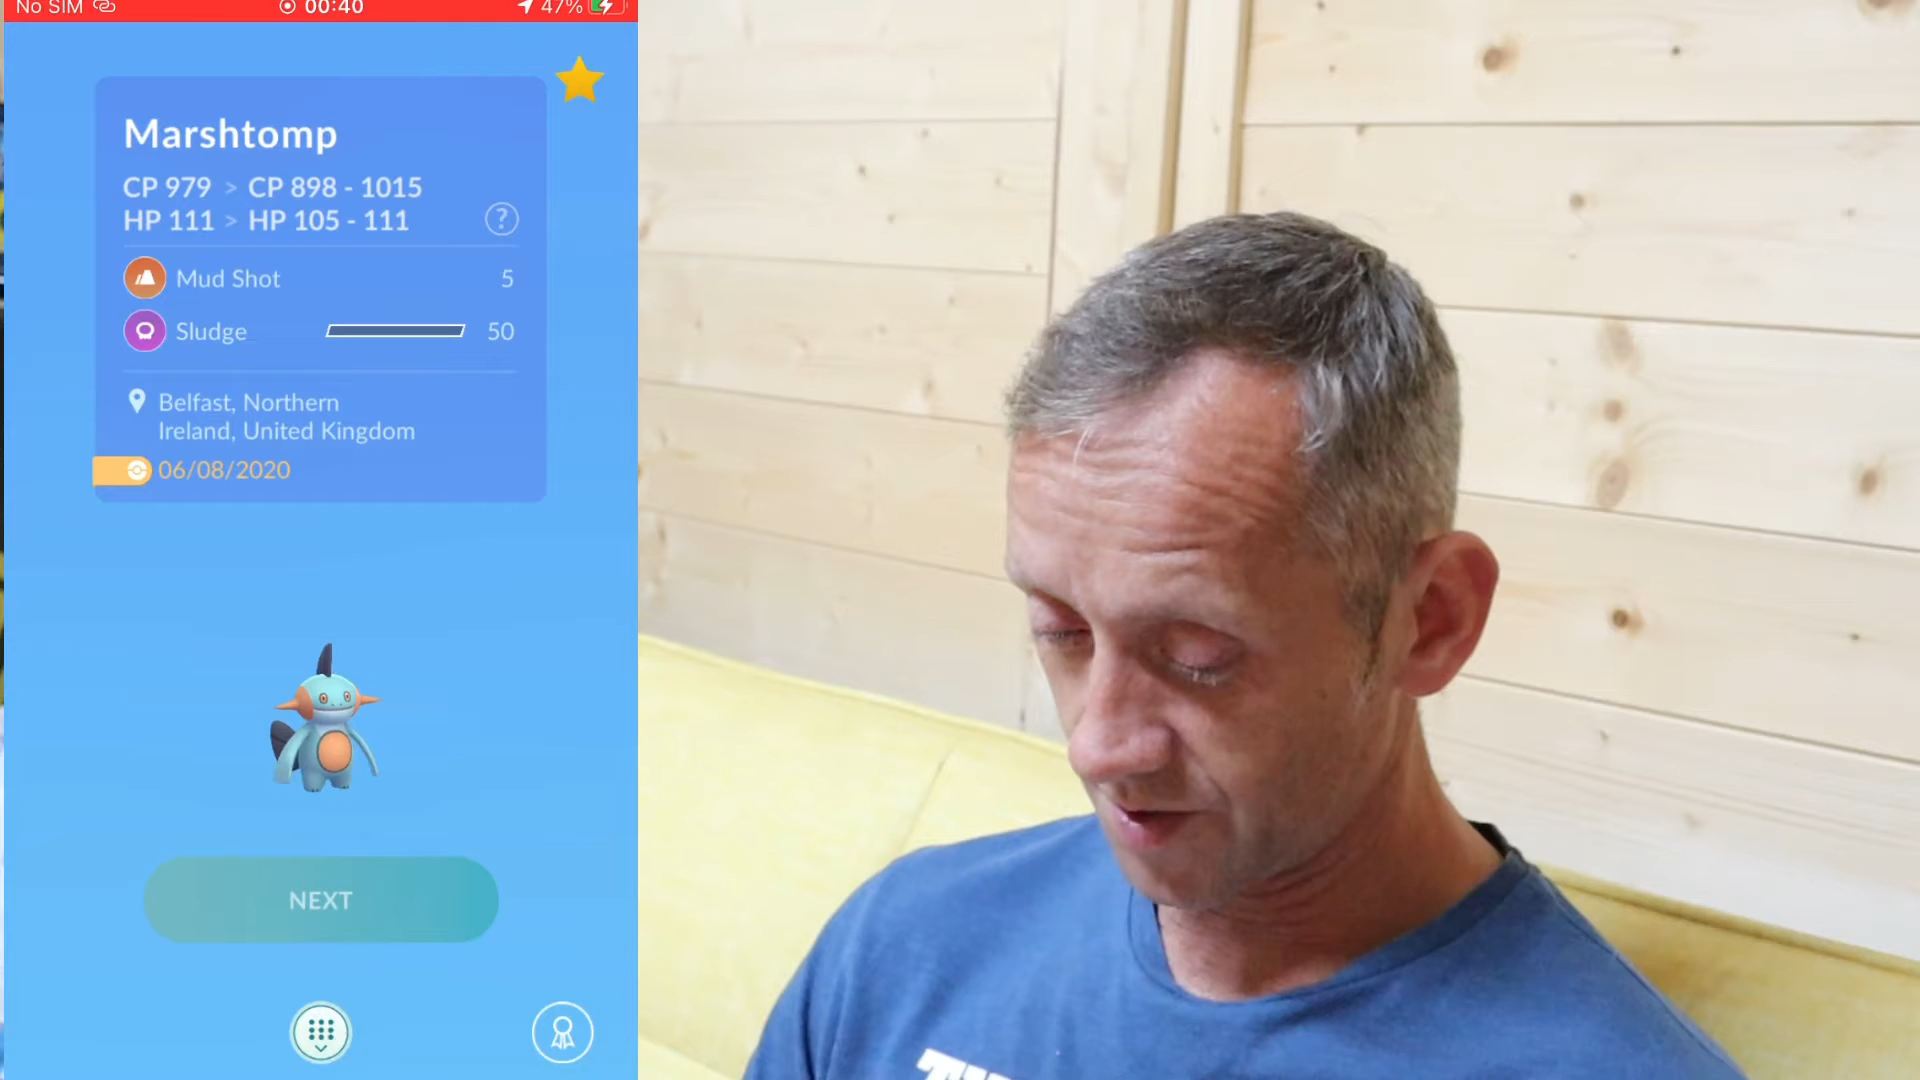 No SIM 00:40 47%
Marshtomp
CP 979 > CP 898 - 1015
HP 111 > HP 105 - 111 ?
Mud Shot 5
Sludge 50
Belfast, Northern
Ireland, United Kingdom
06/08/2020
NEXT